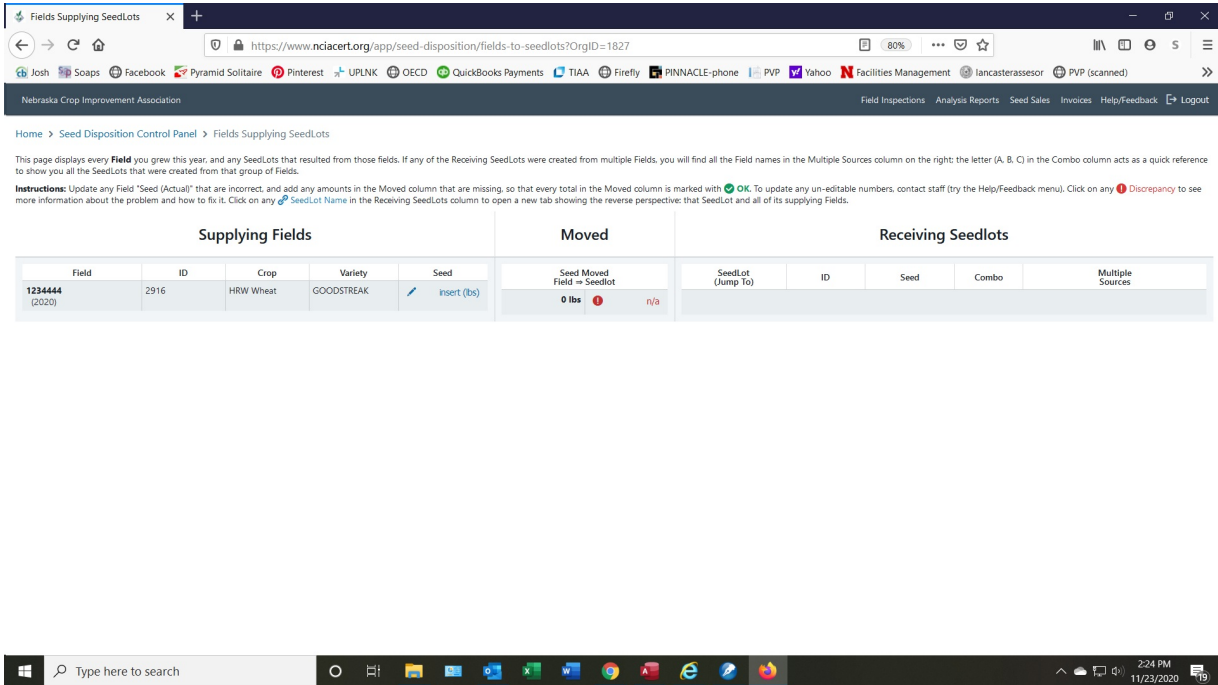 Fields Supplying SeedLots
https://www.nciacert.org/app/seed-disposition/fields-to-seedlots?OrgID=1827
80%
S
Josh Soaps Facebook Pyramid Solitaire Pinterest UPLNK OECD QuickBooks Payments TIAA Firefly PINNACLE-phone PVP Yahoo Facilities Management lancasterassesor PVP (scanned)
Nebraska Crop Improvement Association Field Inspections Analysis Reports Seed Sales Invoices Help/Feedback Logout
Home > Seed Disposition Control Panel > Fields Supplying SeedLots
This page displays every Field you grew this year, and any SeedLots that resulted from those fields. If any of the Receiving SeedLots were created from multiple Fields, you will find all the Field names in the Multiple Sources column on the right; the letter (A, B, C) in the Combo column acts as a quick reference
to show you all the SeedLots that were created from that group of Fields.
Instructions: Update any Field "Seed (Actual)" that are incorrect, and add any amounts in the Moved column that are missing, so that every total in the Moved column is marked with OK. To update any un-editable numbers, contact staff (try the Help/Feedback menu). Click on any Discrepancy to see
more information about the problem and how to fix it. Click on any SeedLot Name in the Receiving SeedLots column to open a new tab showing the reverse perspective: that SeedLot and all of its supplying Fields.
Supplying Fields Moved Receiving Seedlots
Field ID Crop Variety Seed Seed Moved SeedLot ID Seed Combo Multiple
Field ⇒ Seedlot (Jump To) Sources
1234444 2916 HRW Wheat GOODSTREAK insert (lbs) 0 lbs n/a
(2020)
Type here to search
2:24 PM
11/23/2020
19